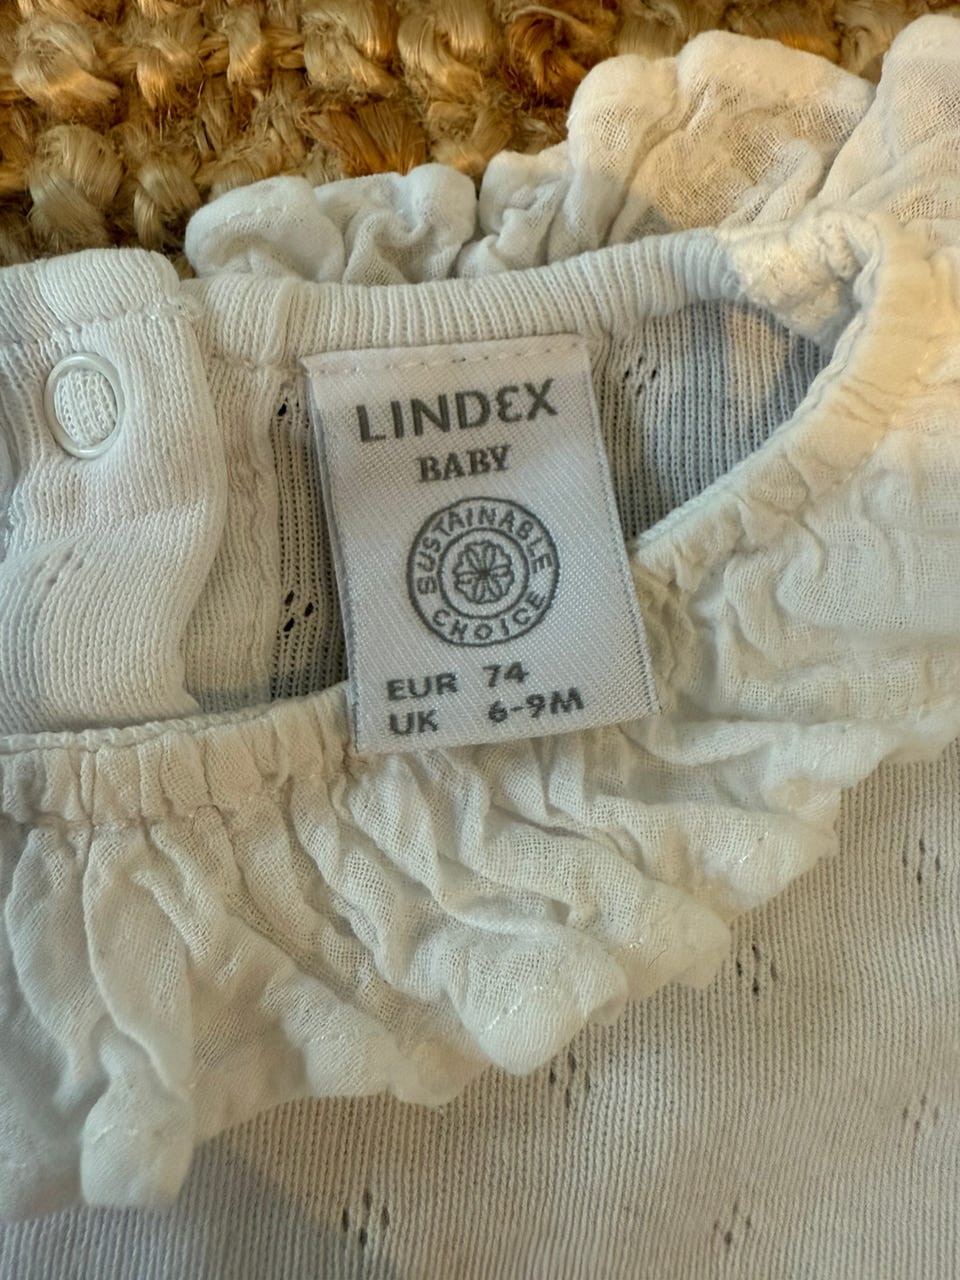 LINDEX
BABY
SUSTAINABLE
CHOICE
EUR 74
UK 6-9M